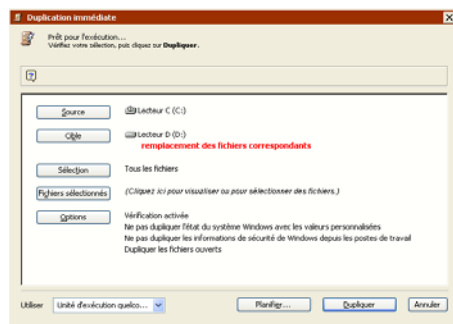 Duplication immédiate
Prêt pour l'exécution...
Vérifiez votre sélection, puis cliquez sur Dupliquer.
Source
Lecteur C (C:)
Cible
Lecteur D (D:)
remplacement des fichiers correspondants
Sélection
Tous les fichiers
Fichiers sélectionnés
(Cliquez ici pour visualiser ou pour sélectionner des fichiers.)
Options
Vérification activée
Ne pas dupliquer l'état du système Windows avec les valeurs personnalisées
Ne pas dupliquer les informations de sécurité de Windows depuis les postes de travail
Dupliquer les fichiers ouverts
Utiliser
Unité d'exécution quelco...
Planifier...
Dupliquer
Annuler